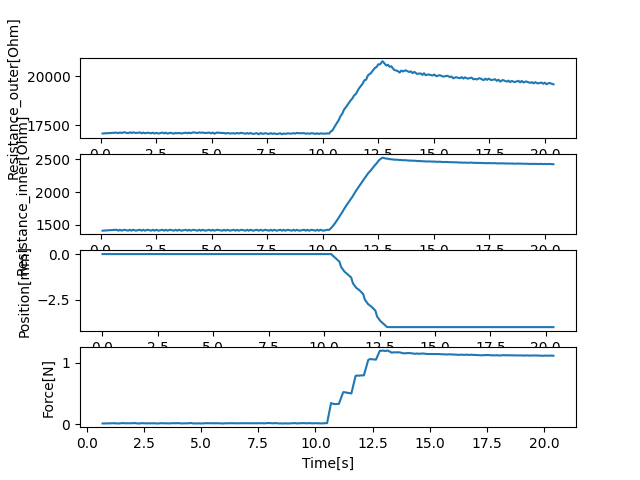 Resistance_outer[Ohm]
20000
17500
0.0 2.5 5.0 7.5 10.0 12.5 15.0 17.5 20.0
Resistance_inner[Ohm]
2500
2000
1500
0.0 2.5 5.0 7.5 10.0 12.5 15.0 17.5 20.0
Position[mm]
0.0
−2.5
0.0 2.5 5.0 7.5 10.0 12.5 15.0 17.5 20.0
Force[N]
1
0
0.0 2.5 5.0 7.5 10.0 12.5 15.0 17.5 20.0
Time[s]